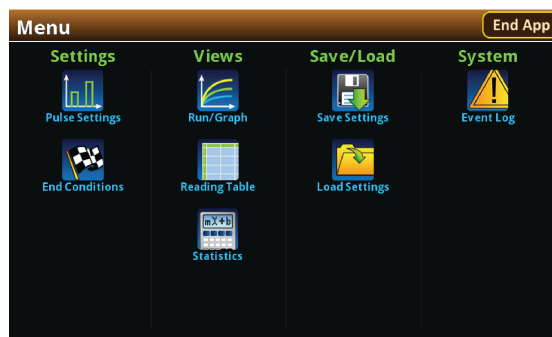 Menu
End App
Settings
Views
Save/Load
System
Pulse Settings
Run/Graph
Save Settings
Event Log
End Conditions
Reading Table
Load Settings
mX+b
Statistics